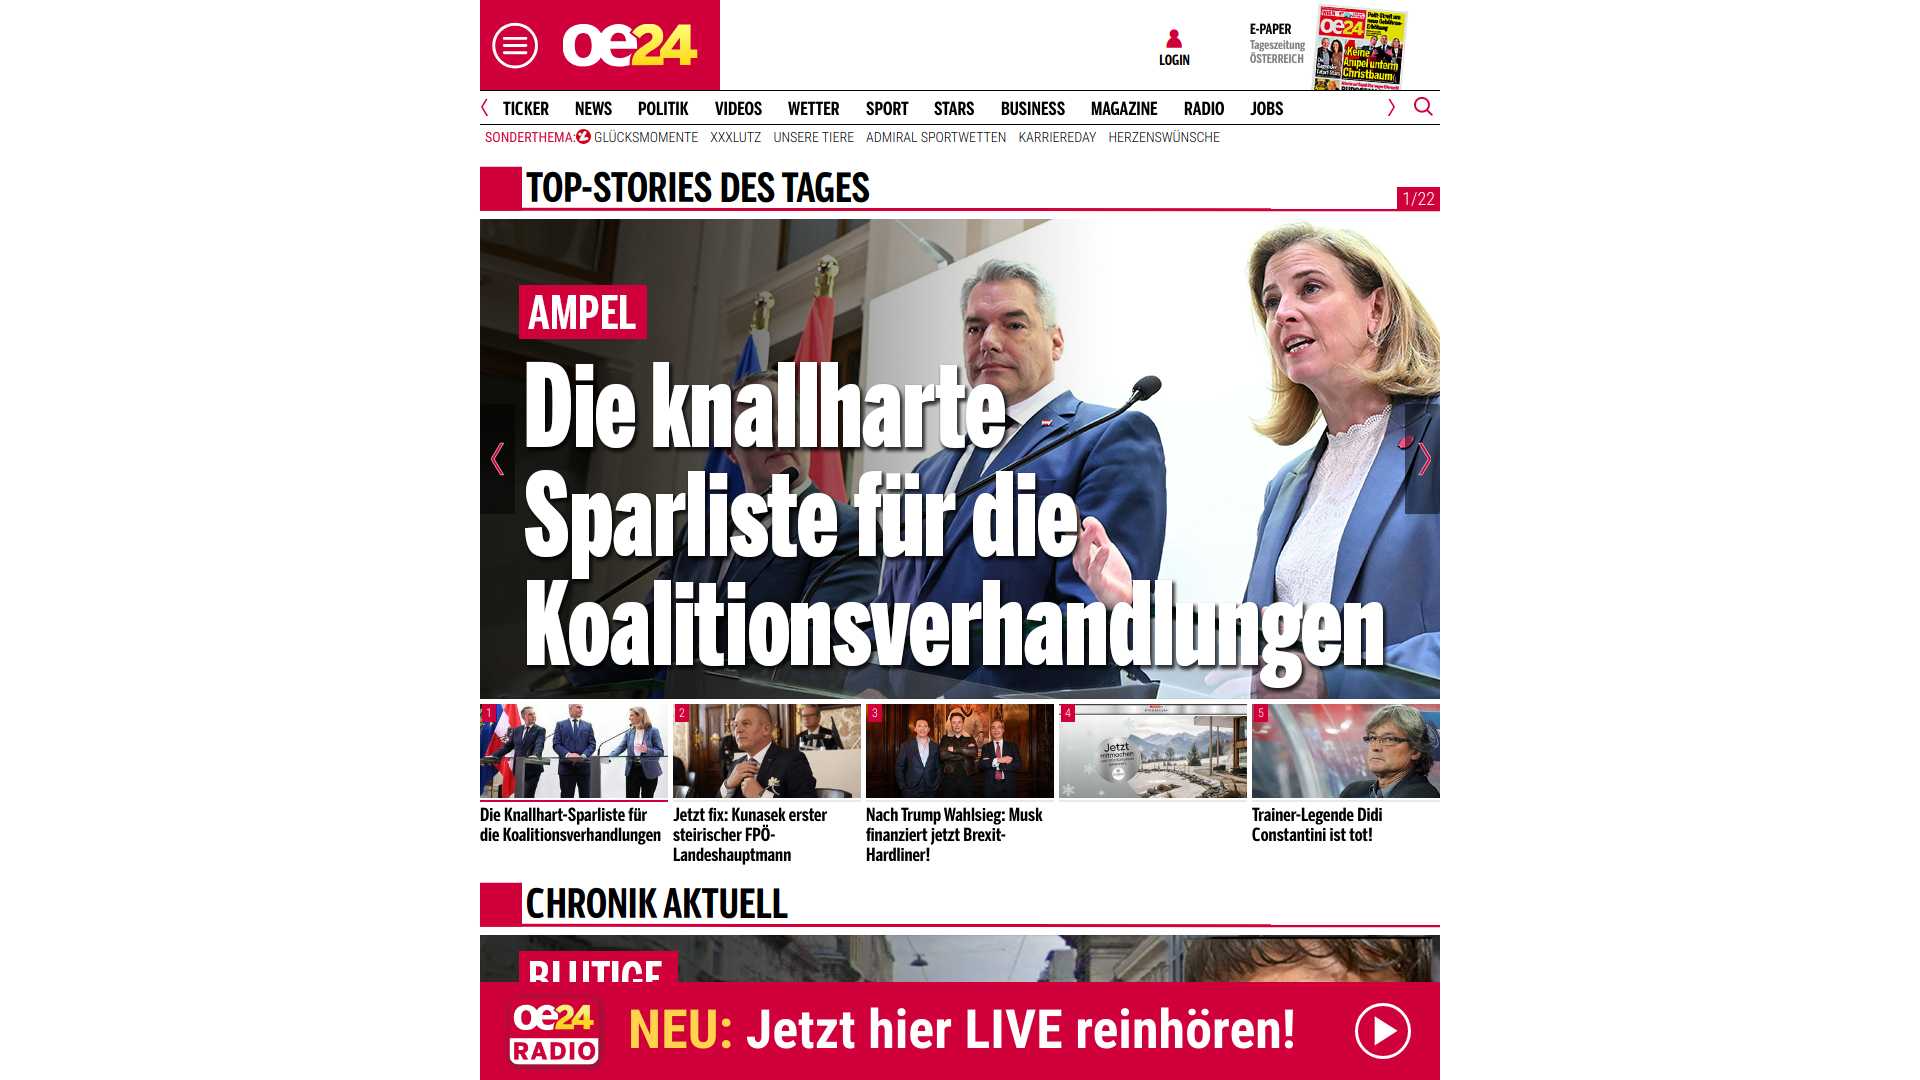 oe24
LOGIN
E-PAPER
Tageszeitung
ÖSTERREICH
oe24
Keine
Ampel unterm
Christbaum
TICKER NEWS POLITIK VIDEOS WETTER SPORT STARS BUSINESS MAGAZINE RADIO JOBS
SONDERTHEMA: GLÜCKSMOMENTE XXXLUTZ UNSERE TIERE ADMIRAL SPORTWETTEN KARRIEREDAY HERZENSWÜNSCHE
TOP-STORIES DES TAGES
1/22
AMPEL
Die knallharte
Sparliste für die
Koalitionsverhandlungen
1
2
3
4
5
Jetzt
mitmachen
Die Knallhart-Sparliste für
die Koalitionsverhandlungen
Jetzt fix: Kunasek erster
steirischer FPÖ-
Landeshauptmann
Nach Trump Wahlsieg: Musk
finanziert jetzt Brexit-
Hardliner!
Trainer-Legende Didi
Constantini ist tot!
CHRONIK AKTUELL
BLUTIGE
oe24
RADIO
NEU: Jetzt hier LIVE reinhören!